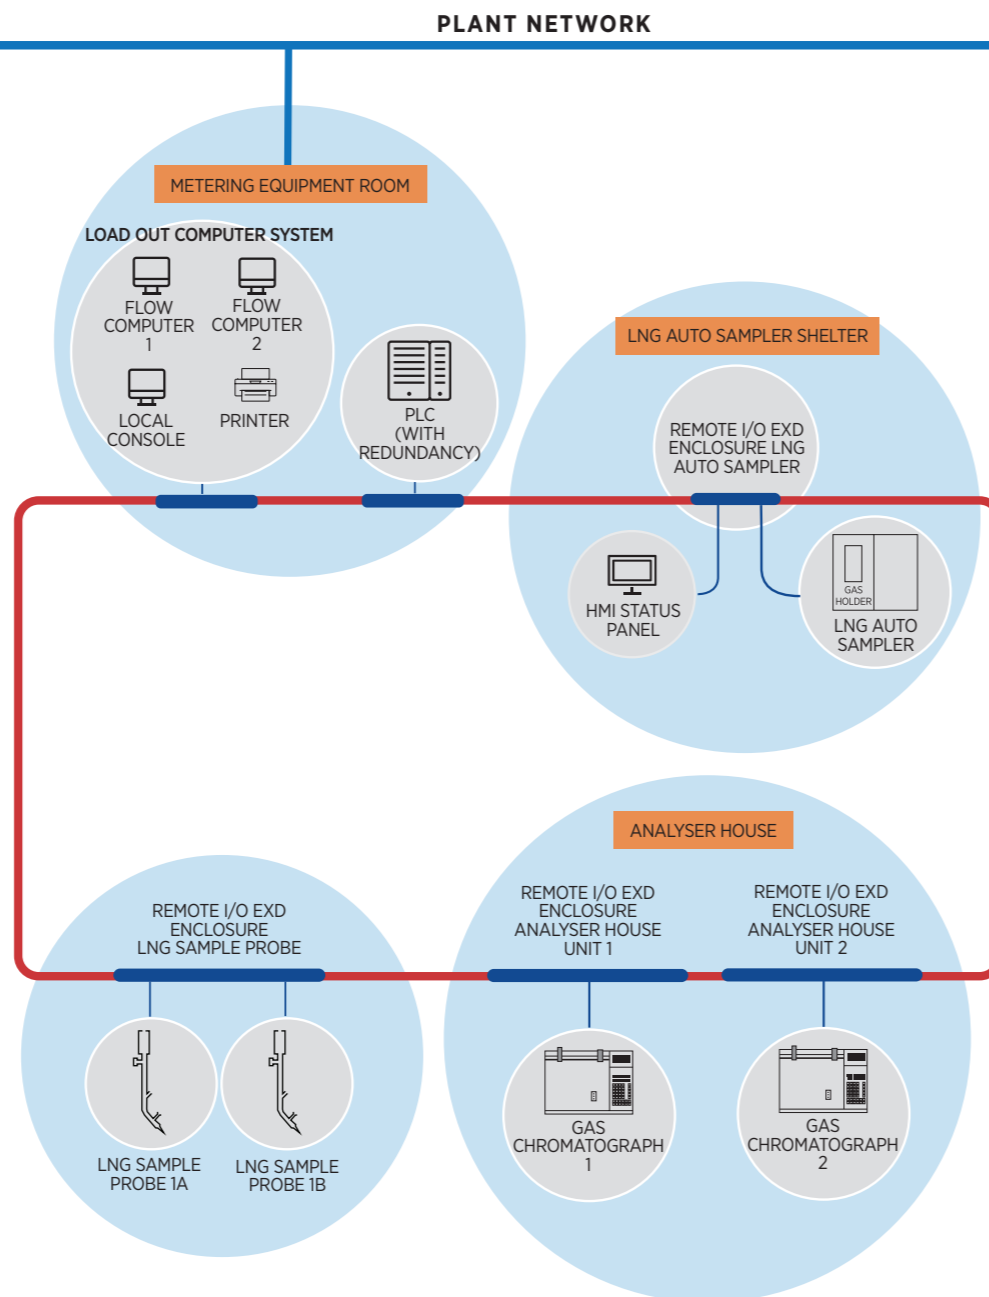 PLANT NETWORK
METERING EQUIPMENT ROOM
LOAD OUT COMPUTER SYSTEM
FLOW
COMPUTER
1
FLOW
COMPUTER
2
LOCAL
CONSOLE
PRINTER
PLC
(WITH
REDUNDANCY)
LNG AUTO SAMPLER SHELTER
REMOTE I/O EXD
ENCLOSURE LNG
AUTO SAMPLER
HMI STATUS
PANEL
GAS
HOLDER
LNG AUTO
SAMPLER
ANALYSER HOUSE
REMOTE I/O EXD
ENCLOSURE
LNG SAMPLE PROBE
REMOTE I/O EXD
ENCLOSURE
ANALYSER HOUSE
UNIT 1
REMOTE I/O EXD
ENCLOSURE
ANALYSER HOUSE
UNIT 2
LNG SAMPLE
PROBE 1A
LNG SAMPLE
PROBE 1B
GAS
CHROMATOGRAPH
1
GAS
CHROMATOGRAPH
2